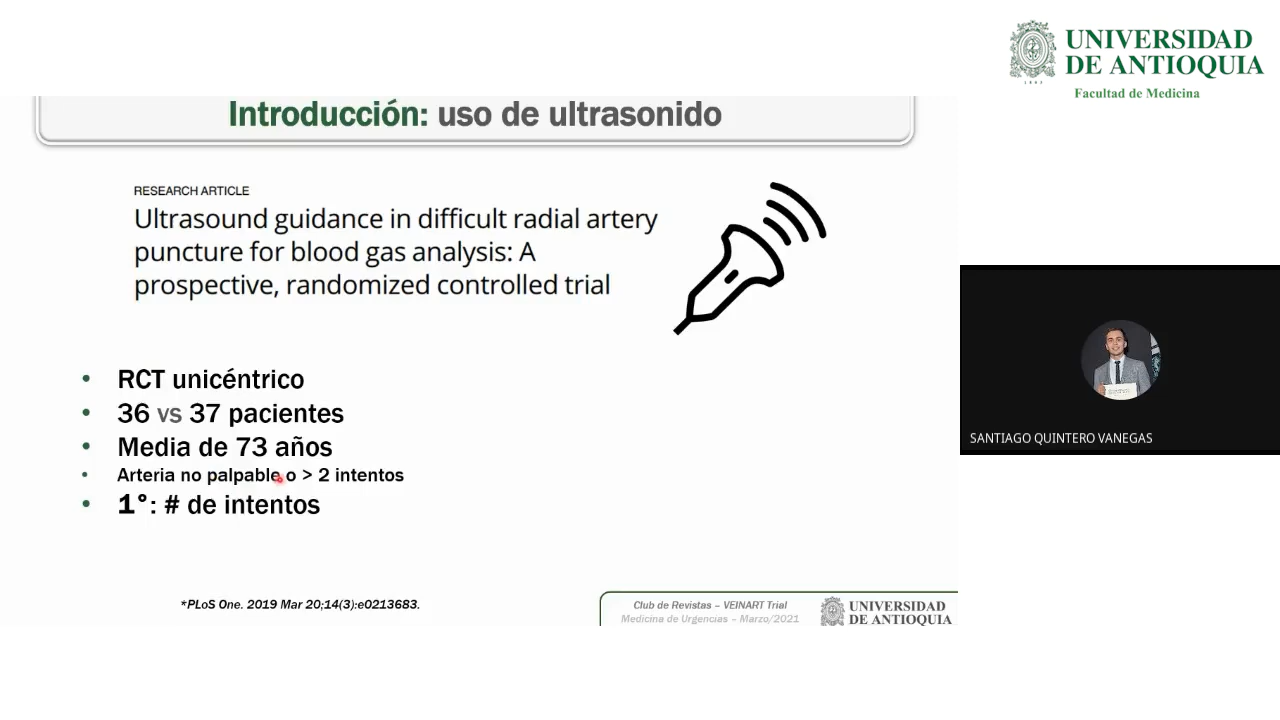 UNIVERSIDAD
DE ANTIOQUIA
1803
Facultad de Medicina
Introducción: uso de ultrasonido
RESEARCH ARTICLE
Ultrasound guidance in difficult radial artery
puncture for blood gas analysis: A
prospective, randomized controlled trial
• RCT unicéntrico
• 36 vs 37 pacientes
• Media de 73 años
• Arteria no palpable o > 2 intentos
• 1°: # de intentos
SANTIAGO QUINTERO VANEGAS
*PLoS One. 2019 Mar 20;14(3):e0213683.
Club de Revistas – VEINART Trial
Medicina de Urgencias – Marzo/2021
UNIVERSIDAD
DE ANTIOQUIA